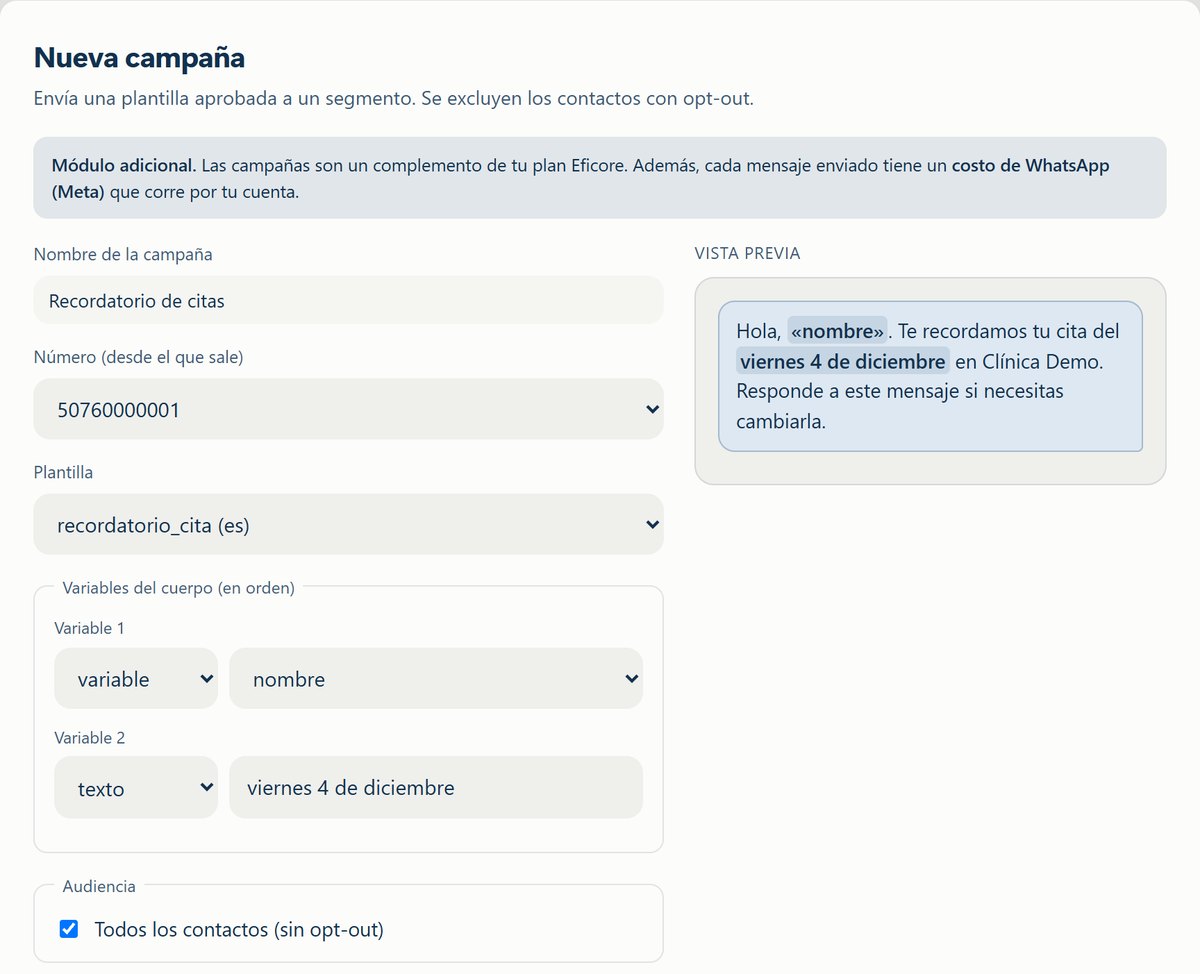 Nueva campaña
Envía una plantilla aprobada a un segmento. Se excluyen los contactos con opt-out.
Módulo adicional. Las campañas son un complemento de tu plan Eficore. Además, cada mensaje enviado tiene un costo de WhatsApp
(Meta) que corre por tu cuenta.
Nombre de la campaña
Recordatorio de citas
Número (desde el que sale)
50760000001
Plantilla
recordatorio_cita (es)
Variables del cuerpo (en orden)
Variable 1
variable
nombre
Variable 2
texto
viernes 4 de diciembre
Audiencia
Todos los contactos (sin opt-out)
VISTA PREVIA
Hola, «nombre». Te recordamos tu cita del
viernes 4 de diciembre en Clínica Demo.
Responde a este mensaje si necesitas
cambiarla.